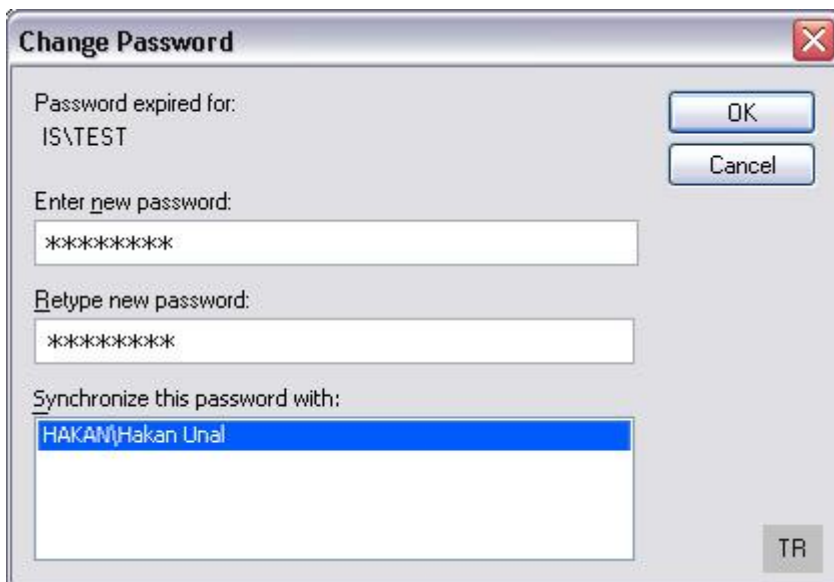 Change Password
Password expired for:
IS\TEST
OK
Cancel
Enter new password:
********
Retype new password:
********
Synchronize this password with:
HAKAN\Hakan Unal
TR